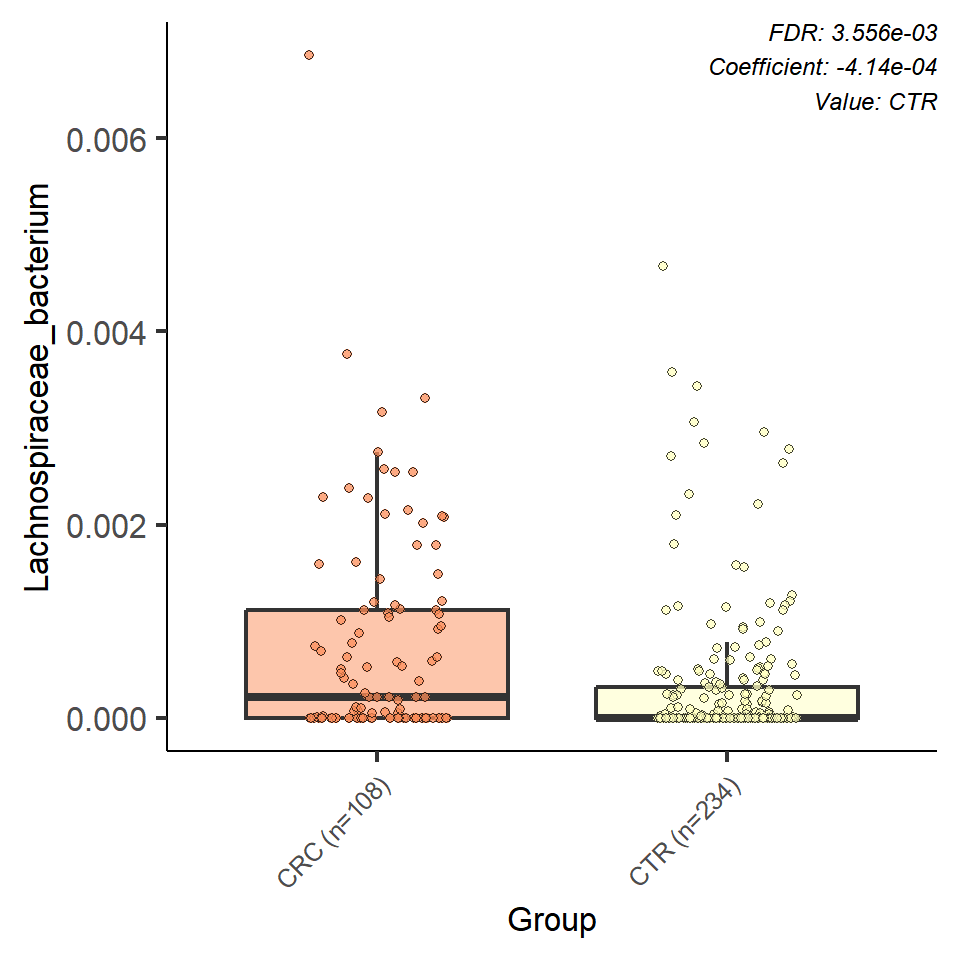 FDR: 3.556e-03
Coefficient: -4.14e-04
Value: CTR
Lachnospiraceae_bacterium
0.006
0.004
0.002
0.000
CRC (n=108)
CTR (n=234)
Group